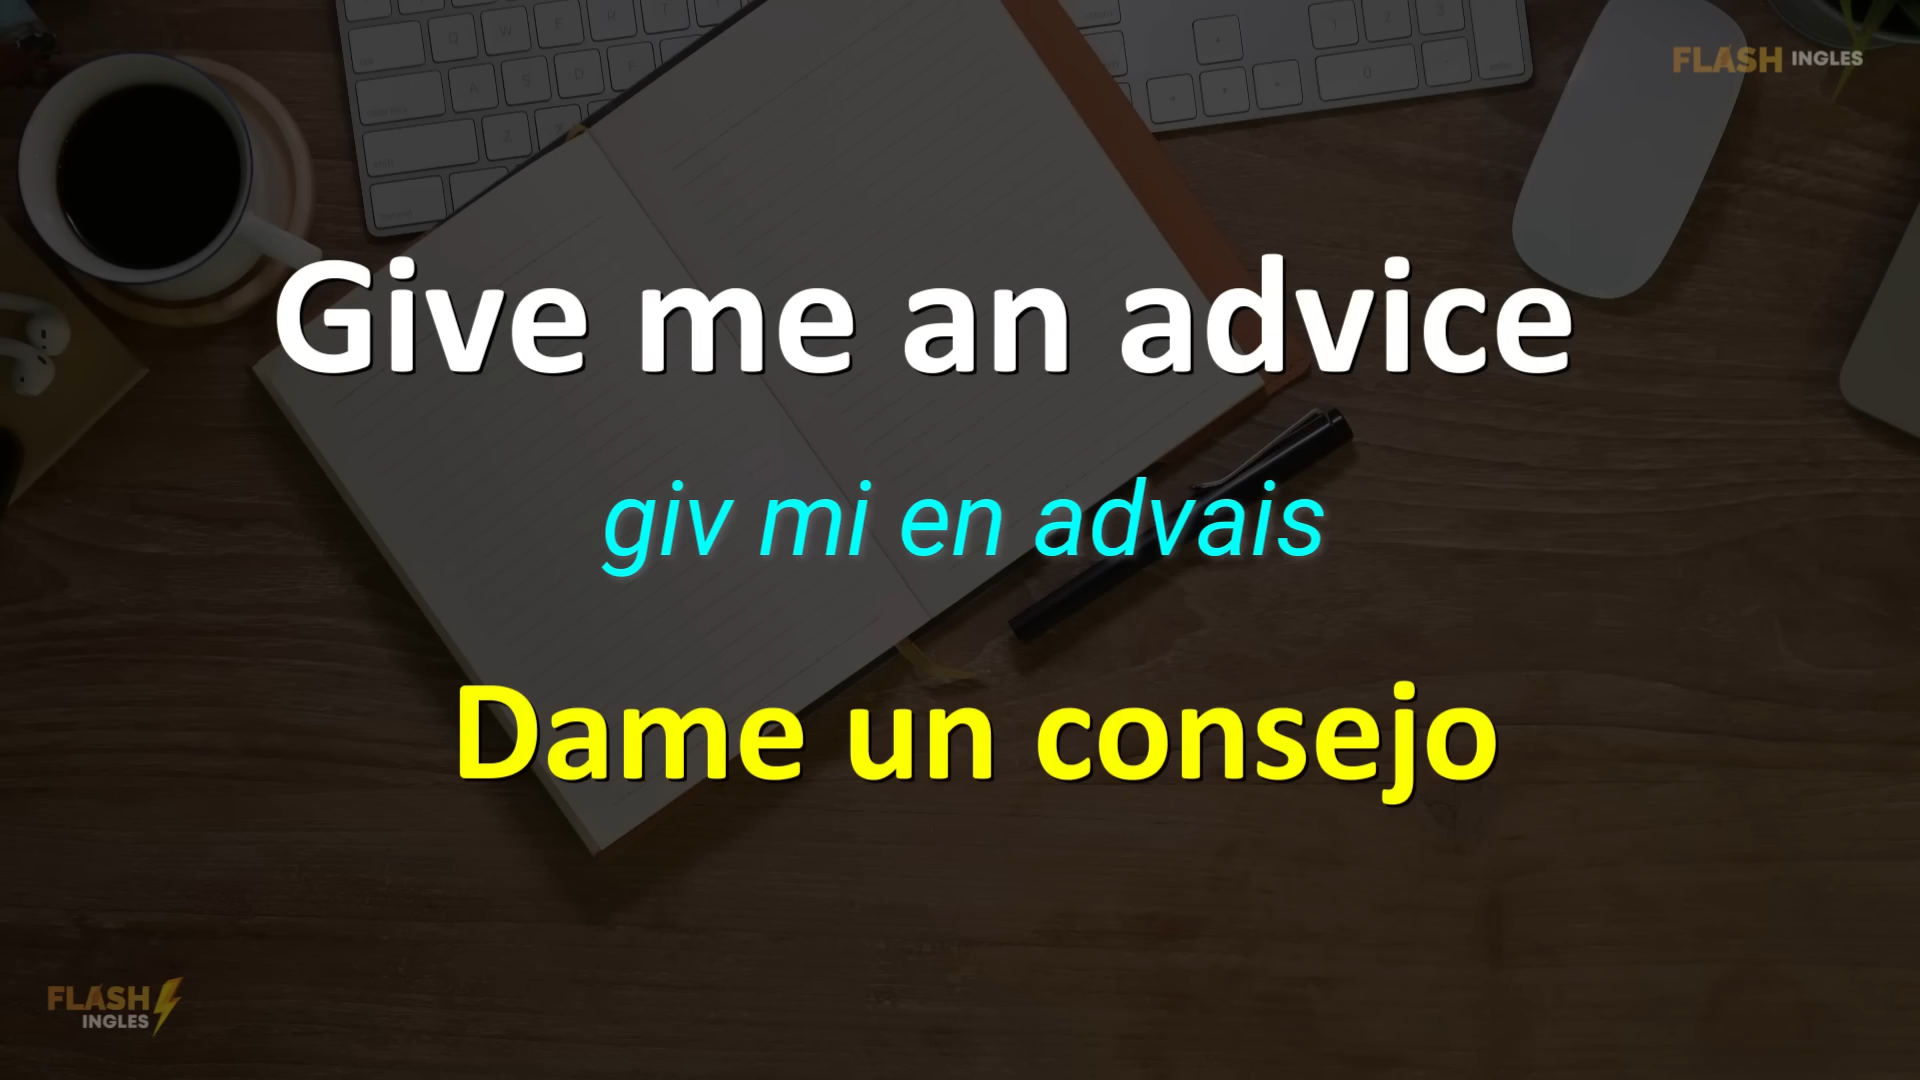 FLASH INGLES
Give me an advice
giv mi en advais
Dame un consejo
FLASH
INGLES